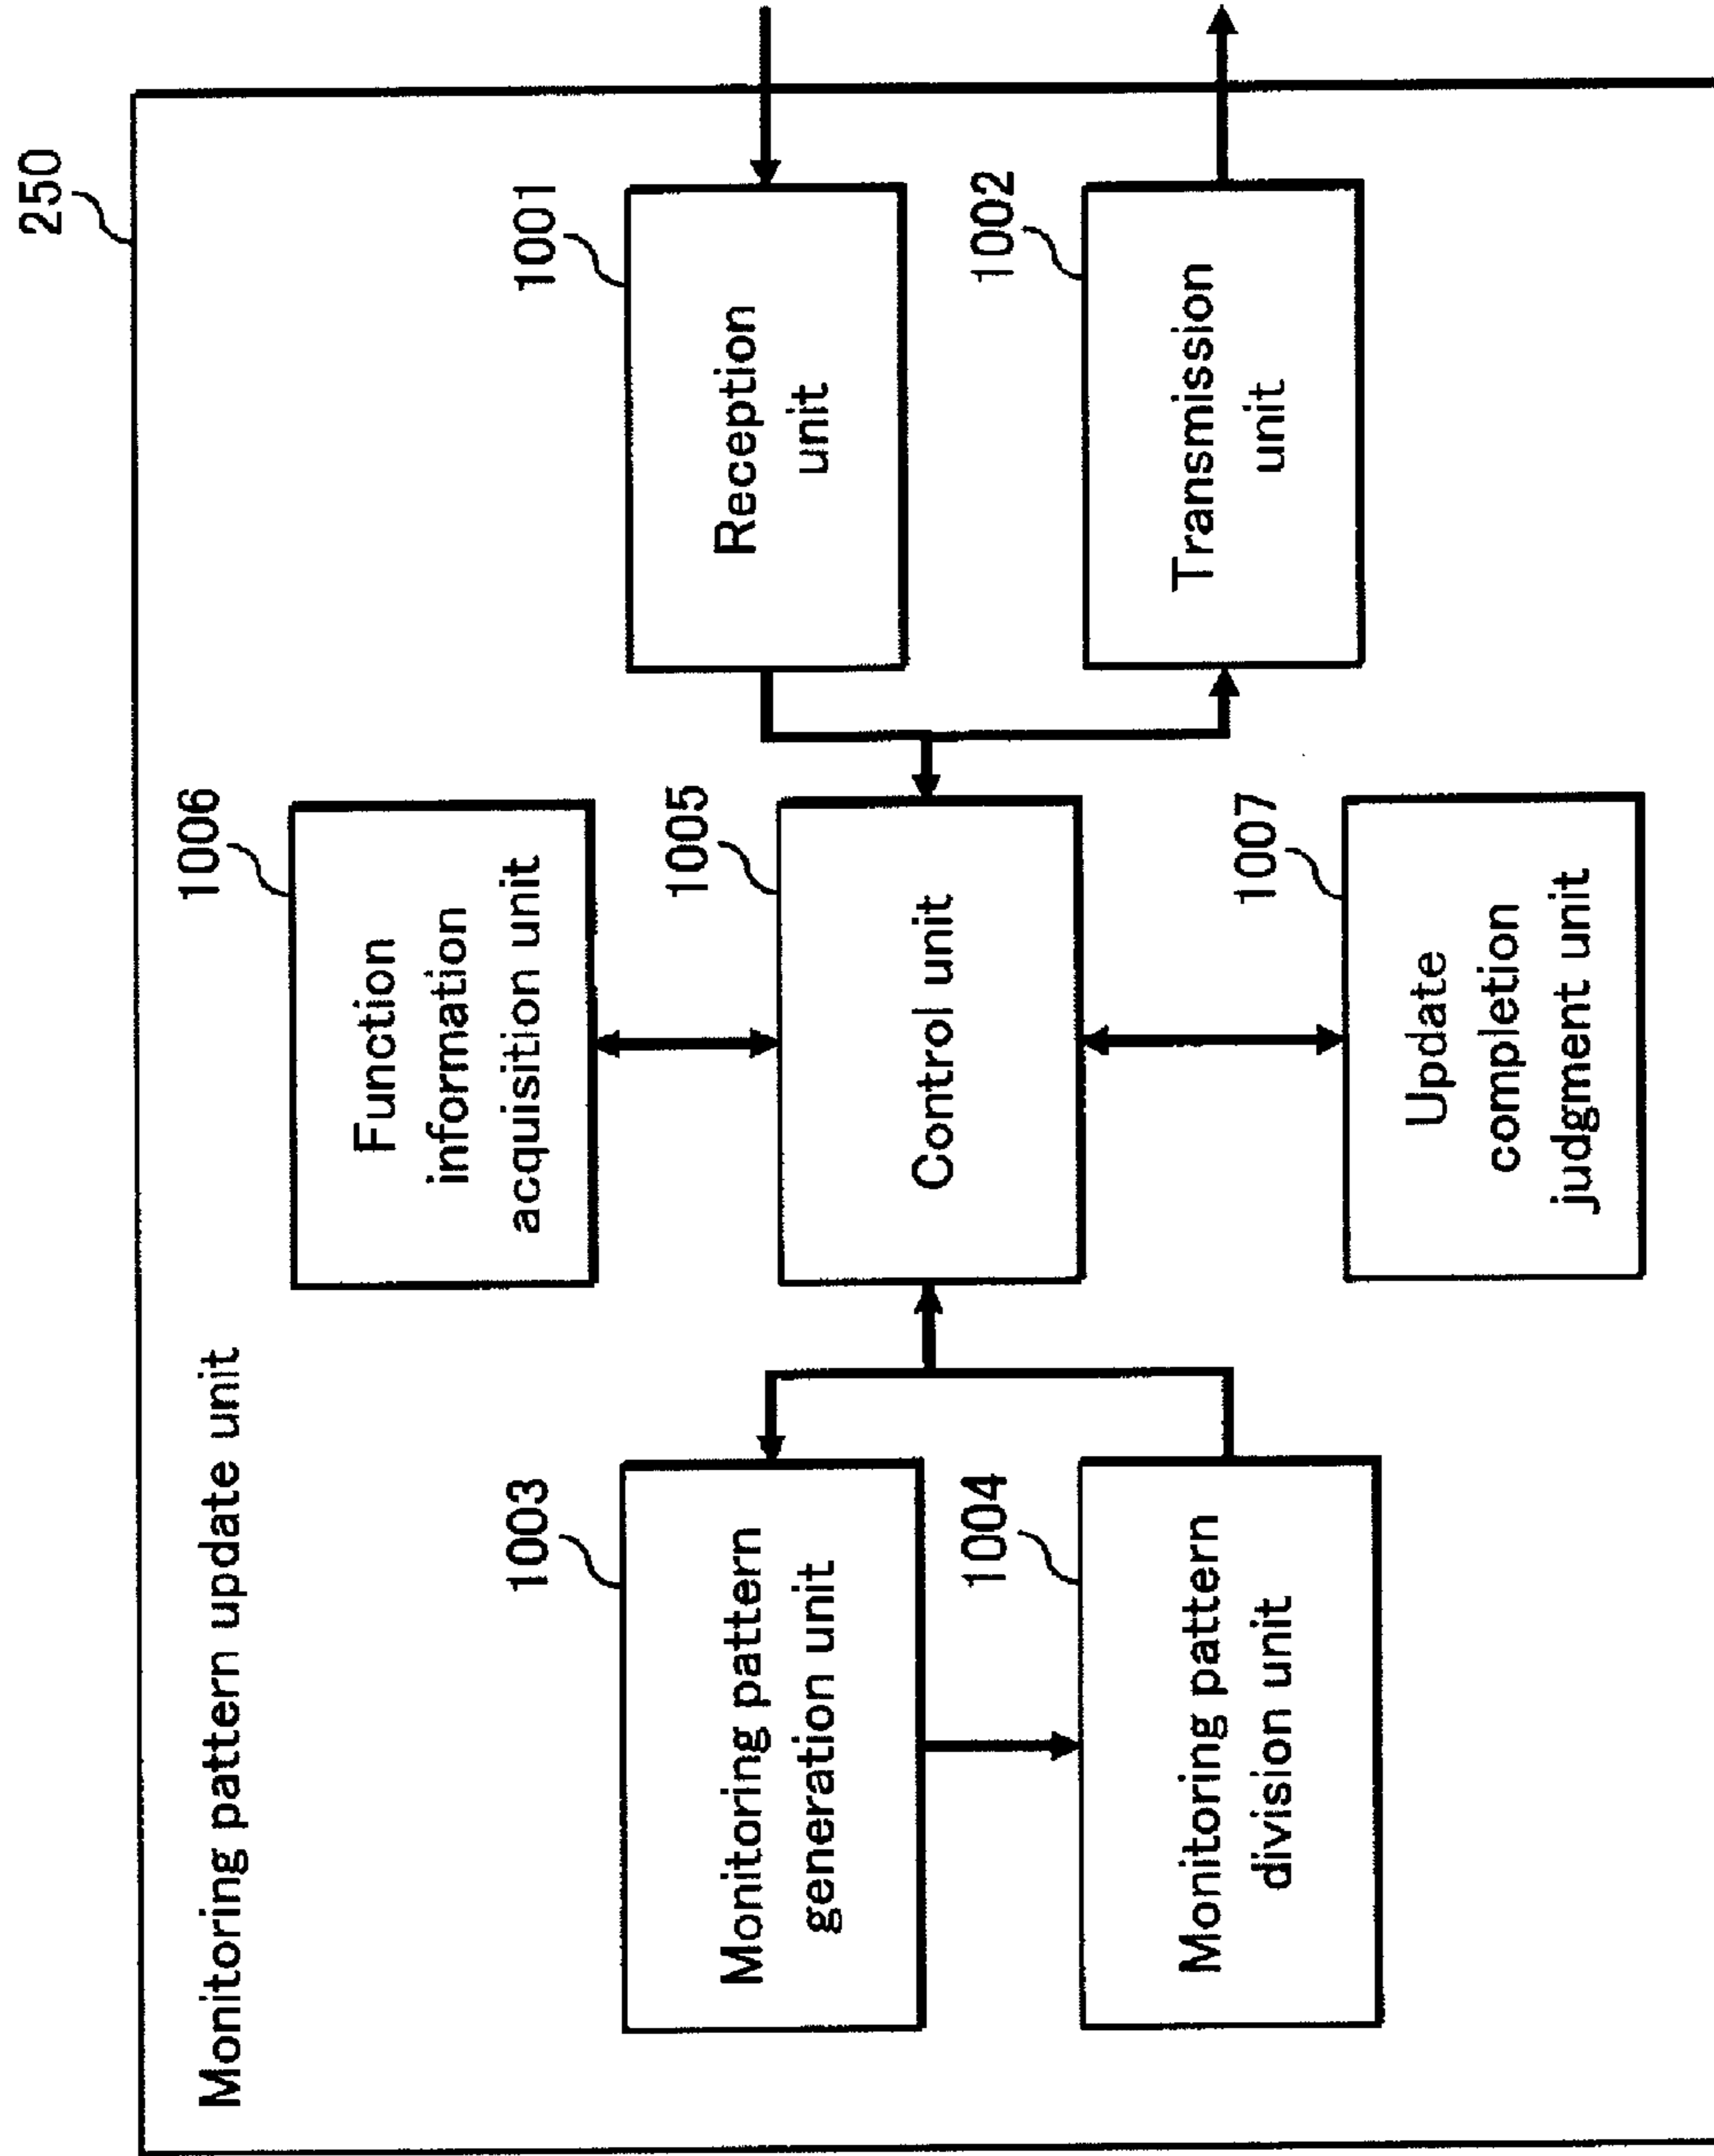 250
Monitoring pattern update unit
1003
Monitoring pattern
generation unit
1004
Monitoring pattern
division unit
1006
Function
information
acquisition unit
1005
Control unit
1007
Update
completion
judgment unit
1001
Reception
unit
1002
Transmission
unit